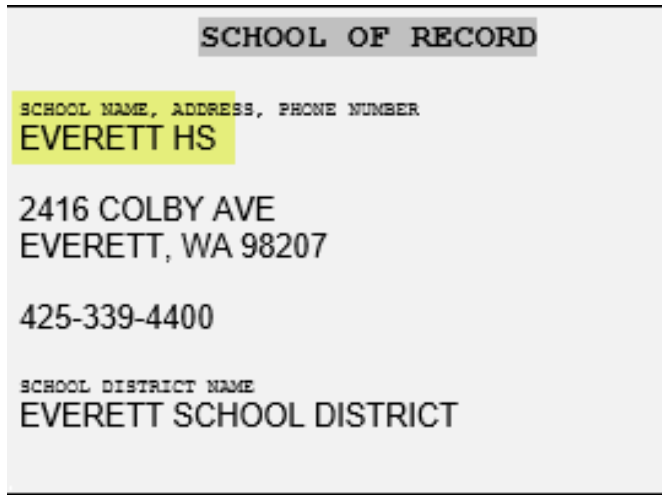 SCHOOL OF RECORD
SCHOOL NAME, ADDRESS, PHONE NUMBER
EVERETT HS
2416 COLBY AVE
EVERETT, WA 98207
425-339-4400
SCHOOL DISTRICT NAME
EVERETT SCHOOL DISTRICT